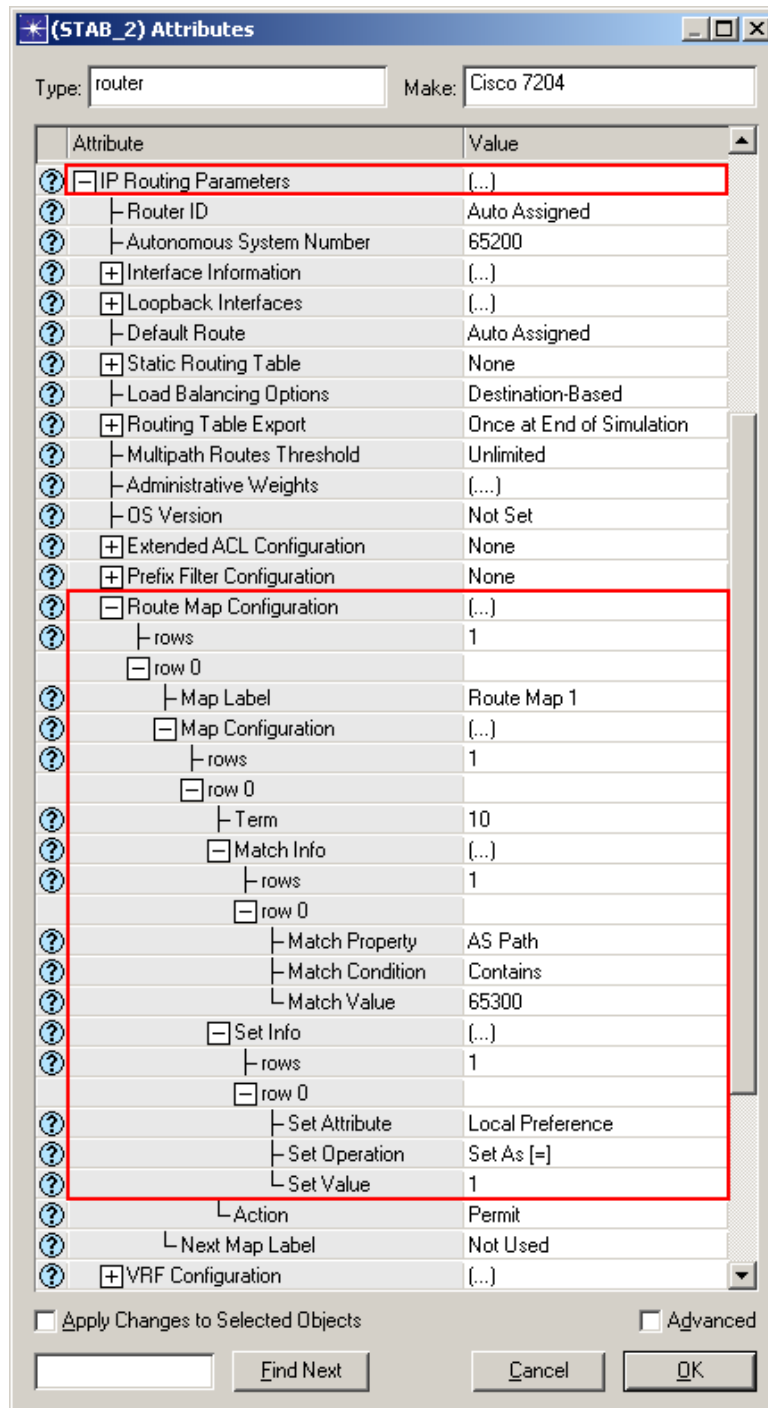 (STAB_2) Attributes
Type: router Make: Cisco 7204
Attribute Value
IP Routing Parameters (...)
Router ID Auto Assigned
Autonomous System Number 65200
Interface Information (...)
Loopback Interfaces (...)
Default Route Auto Assigned
Static Routing Table None
Load Balancing Options Destination-Based
Routing Table Export Once at End of Simulation
Multipath Routes Threshold Unlimited
Administrative Weights (....)
OS Version Not Set
Extended ACL Configuration None
Prefix Filter Configuration None
Route Map Configuration (...)
rows 1
row 0
Map Label Route Map 1
Map Configuration (...)
rows 1
row 0
Term 10
Match Info (...)
rows 1
row 0
Match Property AS Path
Match Condition Contains
Match Value 65300
Set Info (...)
rows 1
row 0
Set Attribute Local Preference
Set Operation Set As [=]
Set Value 1
Action Permit
Next Map Label Not Used
VRF Configuration (...)
Apply Changes to Selected Objects Advanced
Find Next Cancel OK